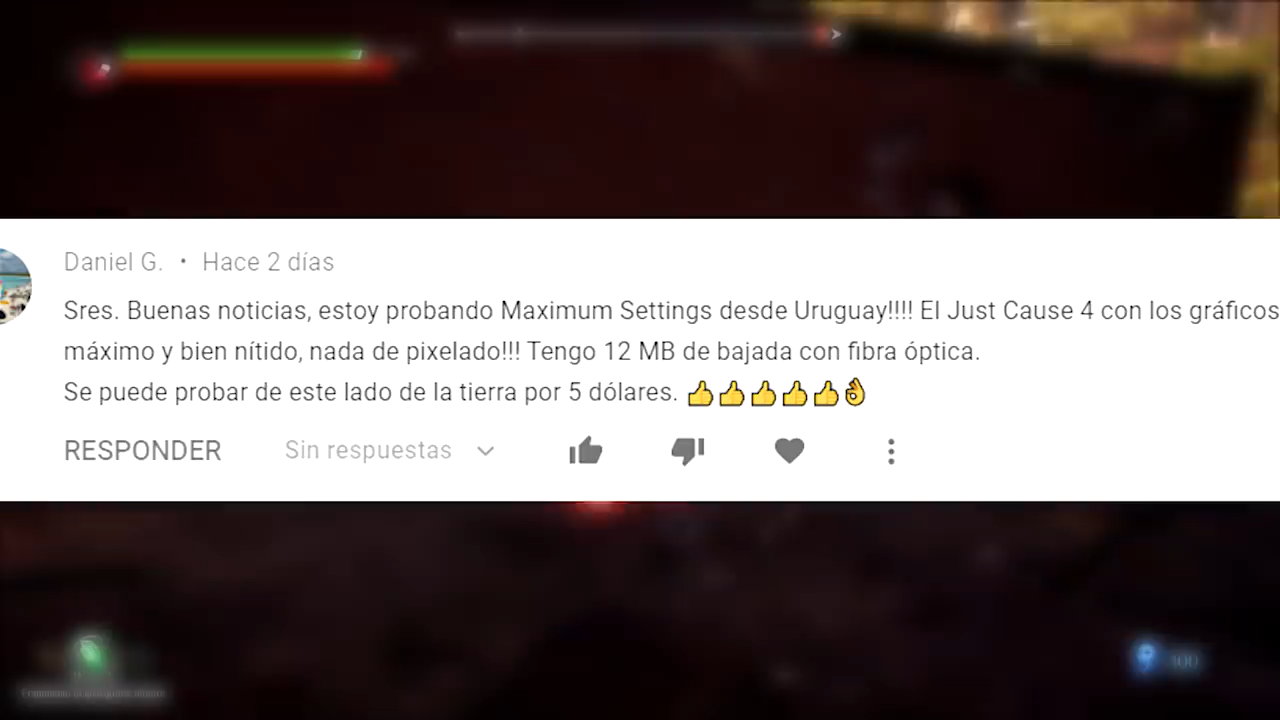 Daniel G. • Hace 2 días
Sres. Buenas noticias, estoy probando Maximum Settings desde Uruguay!!!! El Just Cause 4 con los gráficos
máximo y bien nítido, nada de pixelado!!! Tengo 12 MB de bajada con fibra óptica.
Se puede probar de este lado de la tierra por 5 dólares. 👍👍👍👍👍👌
RESPONDER Sin respuestas